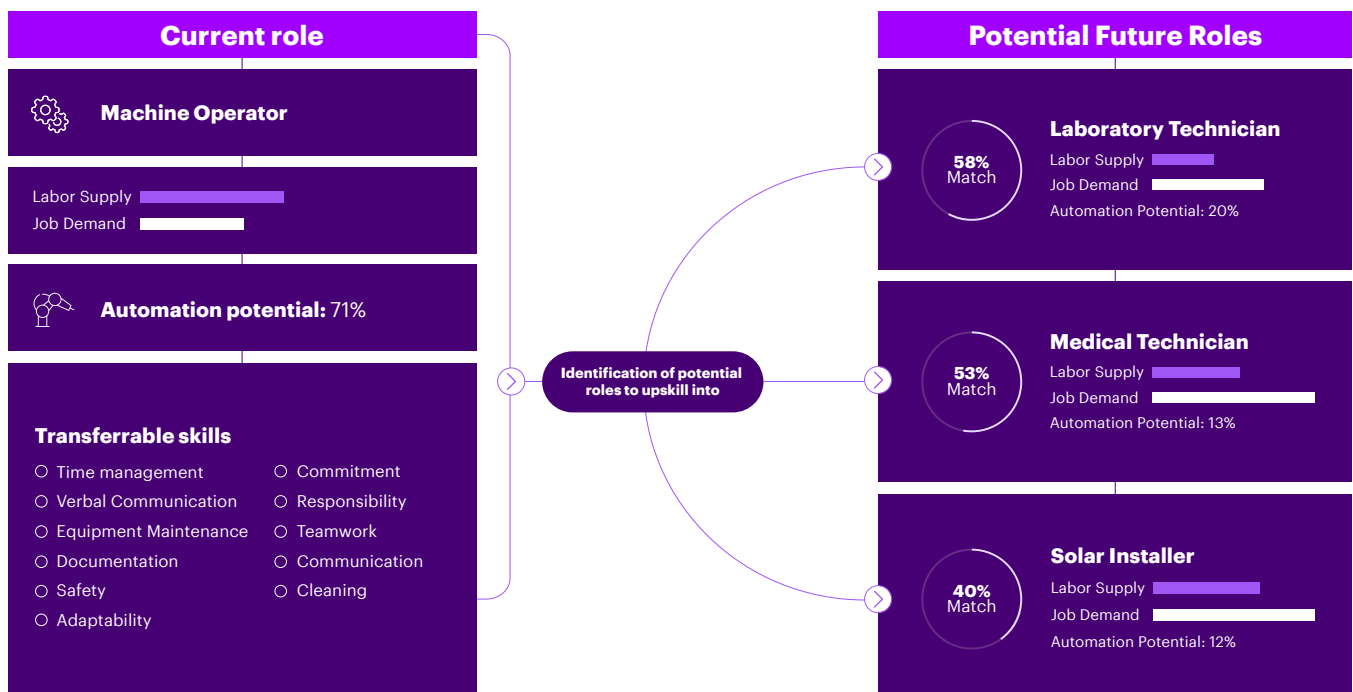 Current role
Machine Operator
Labor Supply
Job Demand
Automation potential: 71%
Transferrable skills
Time management
Verbal Communication
Equipment Maintenance
Documentation
Safety
Adaptability
Commitment
Responsibility
Teamwork
Communication
Cleaning
Identification of potential
roles to upskill into
Potential Future Roles
58%
Match
Laboratory Technician
Labor Supply
Job Demand
Automation Potential: 20%
53%
Match
Medical Technician
Labor Supply
Job Demand
Automation Potential: 13%
40%
Match
Solar Installer
Labor Supply
Job Demand
Automation Potential: 12%